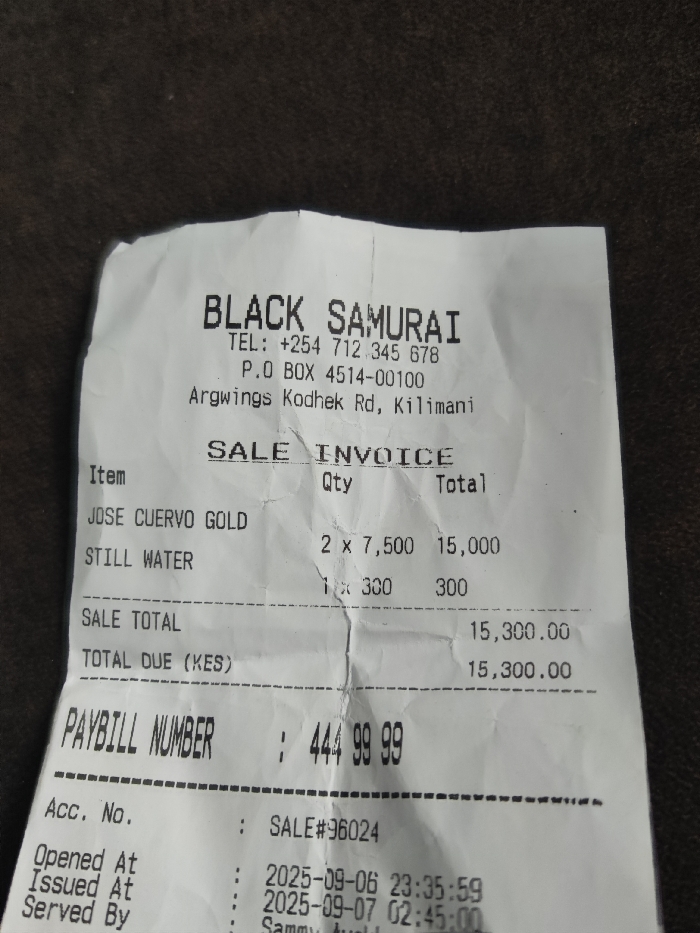 BLACK SAMURAI
TEL: +254 712 345 678
P.O BOX 4514-00100
Argwings Kodhek Rd, Kilimani
SALE INVOICE
Item Qty Total
JOSE CUERVO GOLD
2 x 7,500 15,000
STILL WATER
1 x 300 300
SALE TOTAL 15,300.00
TOTAL DUE (KES) 15,300.00
PAYBILL NUMBER : 444 99 99
Acc. No. : SALE#96024
Opened At : 2025-09-06 23:35:59
Issued At : 2025-09-07 02:45:00
Served By : Sammy